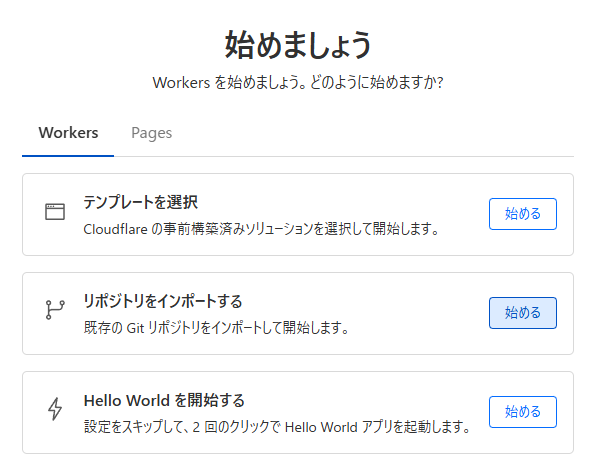 始めましょう
Workers を始めましょう。どのように始めますか?
Workers
Pages
テンプレートを選択
Cloudflare の事前構築済みソリューションを選択して開始します。
始める
リポジトリをインポートする
既存の Git リポジトリをインポートして開始します。
始める
Hello World を開始する
設定をスキップして、2 回のクリックで Hello World アプリを起動します。
始める